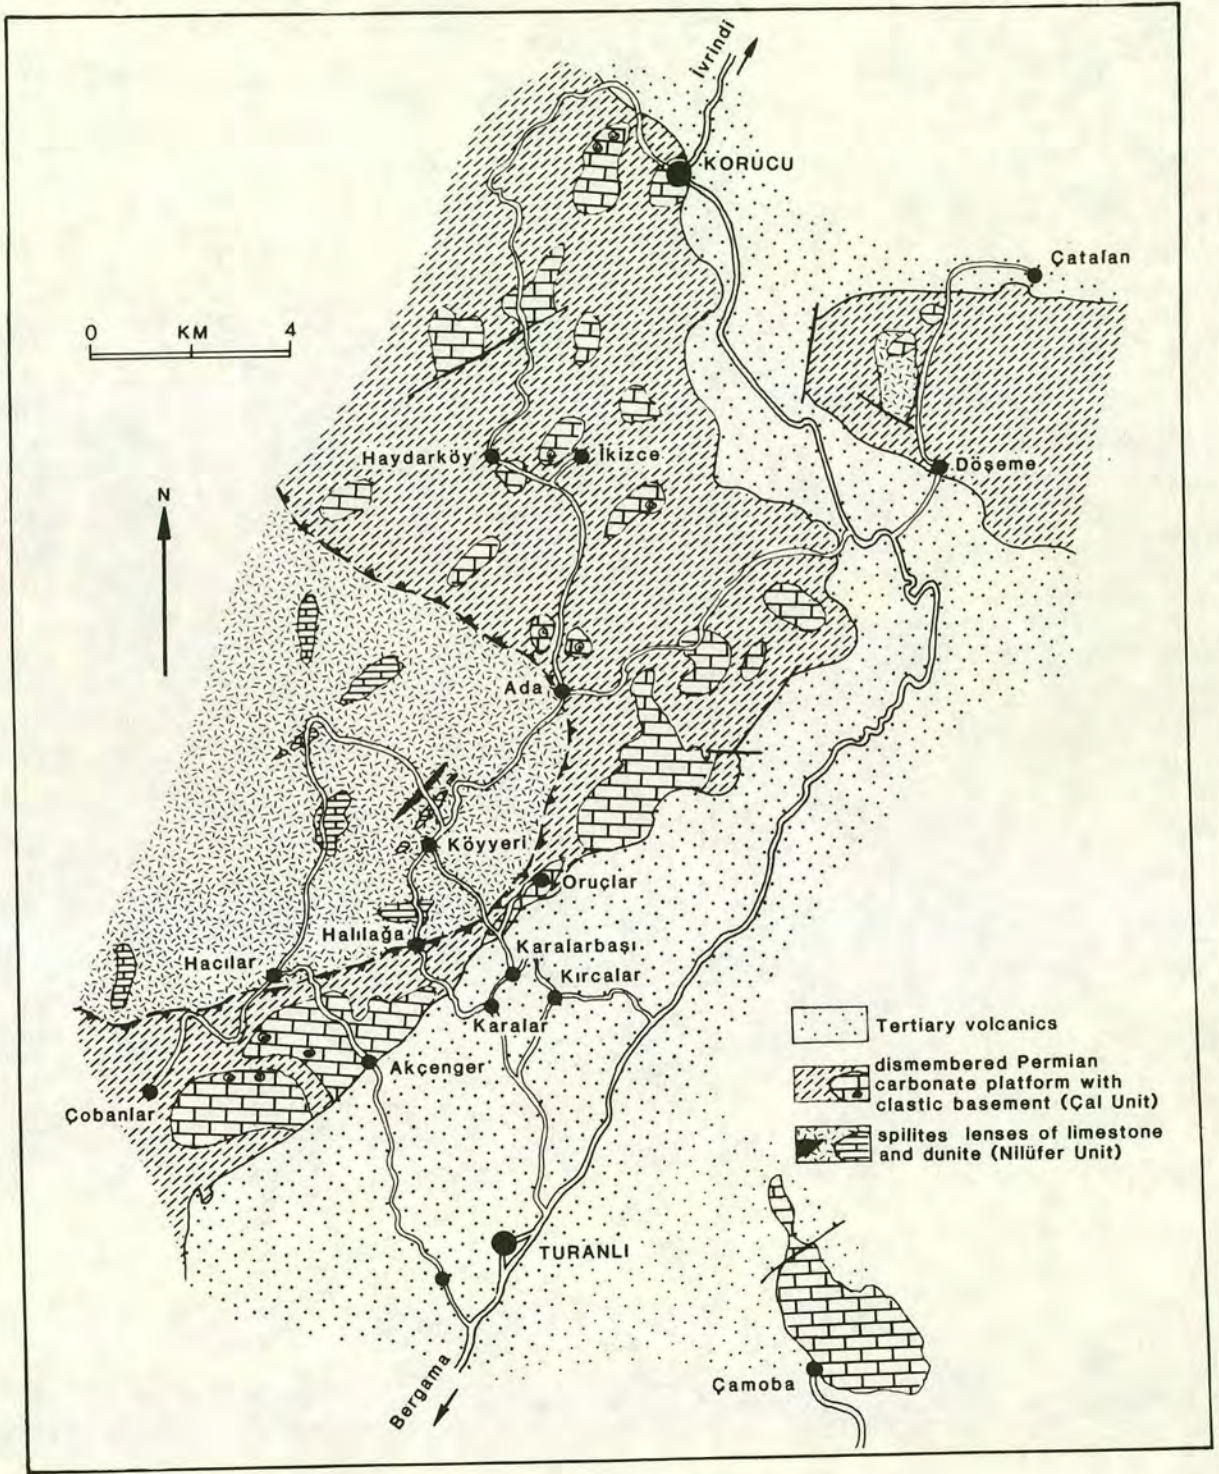 İvrindi
KORUCU
Çatalan
0 KM 4
Haydarköy
İkizce
Döşeme
N
Ada
Köyyeri
Oruçlar
Halılağa
Karalarbaşı
Hacılar
Kırcalar
Karalar
Tertiary volcanics
Akçenger
dismembered Permian
carbonate platform with
clastic basement (Çal Unit)
Çobanlar
spilites lenses of limestone
and dunite (Nilüfer Unit)
TURANLI
Çamoba
Bergama